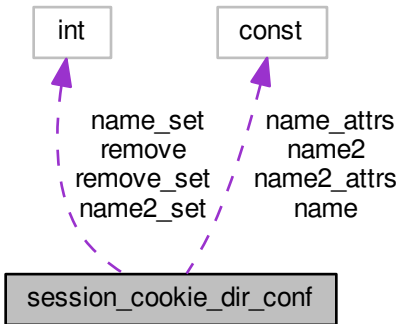 int
const
name_set
remove
remove_set
name2_set
name_attrs
name2
name2_attrs
name
session_cookie_dir_conf